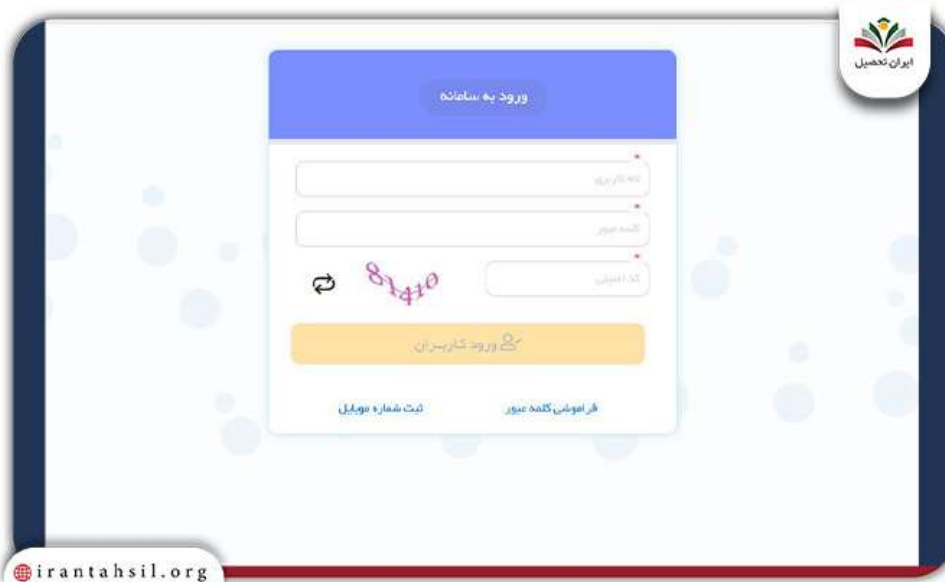 ایران تحصیل
ورود به سامانه
*
نام کاربری
*
کلمه عبور
*
کد امنیتی
81410
ورود کاربران
فراموشی کلمه عبور
ثبت شماره موبایل
irantahsil.org